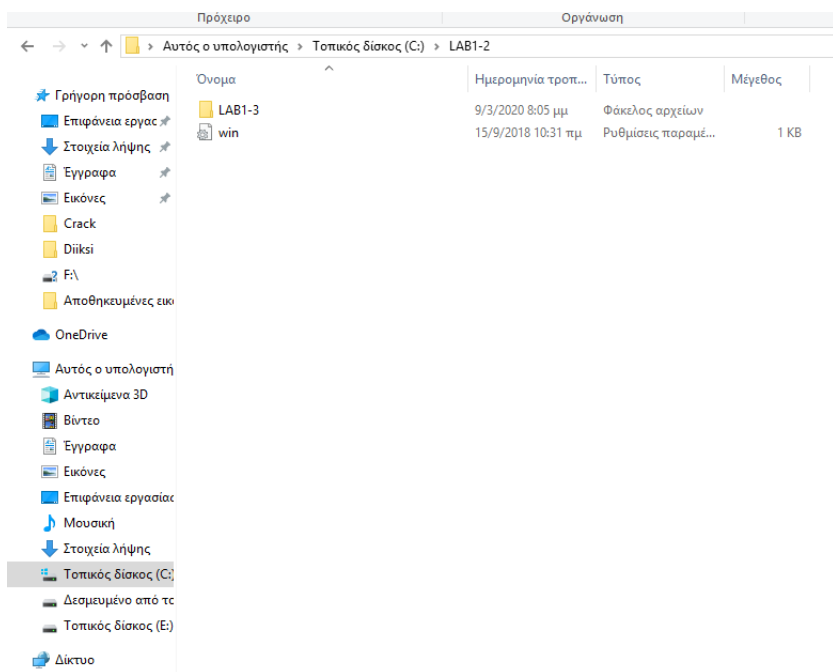 Πρόχειρο Οργάνωση
Αυτός ο υπολογιστής › Τοπικός δίσκος (C:) › LAB1-2
Όνομα Ημερομηνία τροπ... Τύπος Μέγεθος
LAB1-3 9/3/2020 8:05 μμ Φάκελος αρχείων
win 15/9/2018 10:31 πμ Ρυθμίσεις παραμέ... 1 KB
Γρήγορη πρόσβαση
Επιφάνεια εργας
Στοιχεία λήψης
Έγγραφα
Εικόνες
Crack
Diiksi
F:\
Αποθηκευμένες εικ
OneDrive
Αυτός ο υπολογιστή
Αντικείμενα 3D
Βίντεο
Έγγραφα
Εικόνες
Επιφάνεια εργασίας
Μουσική
Στοιχεία λήψης
Τοπικός δίσκος (C:)
Δεσμευμένο από το
Τοπικός δίσκος (E:)
Δίκτυο